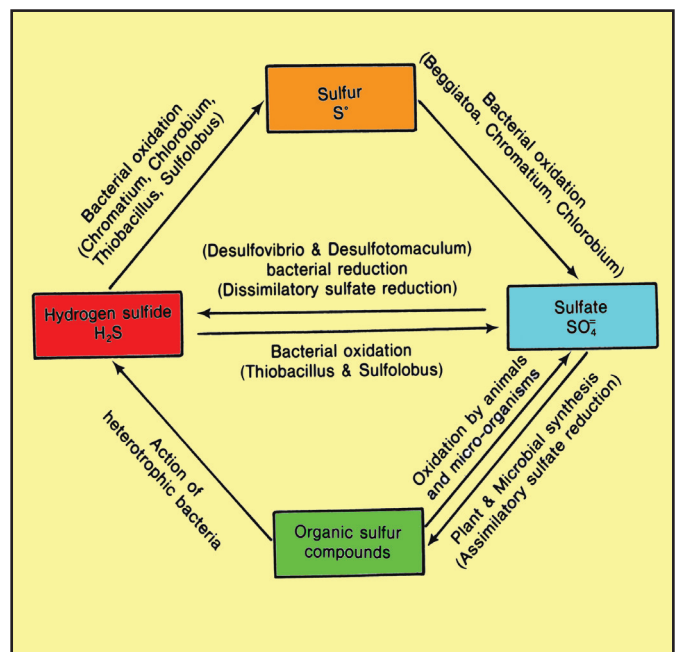 Sulfur
S°
Bacterial oxidation
(Chromatium, Chlorobium,
Thiobacillus, Sulfolobus)
Bacterial oxidation
(Beggiatoa, Chromatium, Chlorobium)
(Desulfovibrio & Desulfotomaculum)
bacterial reduction
(Dissimilatory sulfate reduction)
Hydrogen sulfide
H₂S
Sulfate
SO₄⁼
Bacterial oxidation
(Thiobacillus & Sulfolobus)
Action of
heterotrophic bacteria
Oxidation by animals
and micro-organisms
Plant & Microbial synthesis
(Assimilatory sulfate reduction)
Organic sulfur
compounds